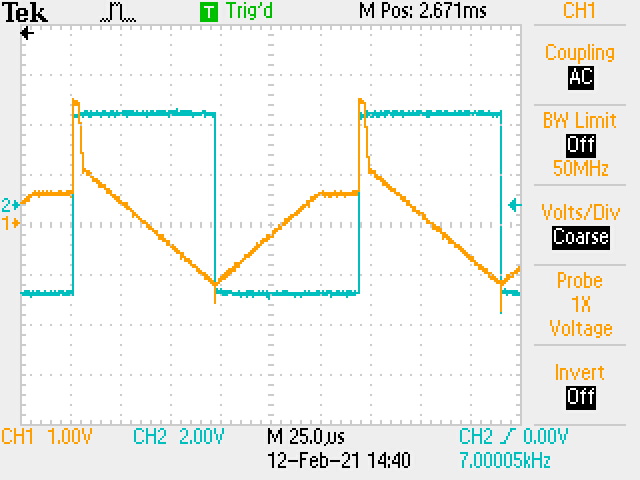 Tek T Trig'd M Pos: 2.671ms CH1
Coupling
AC
BW Limit
Off
50MHz
2
1
Volts/Div
Coarse
Probe
1X
Voltage
Invert
Off
CH1 1.00V CH2 2.00V M 25.0µs CH2 / 0.00V
12-Feb-21 14:40 7.00005kHz